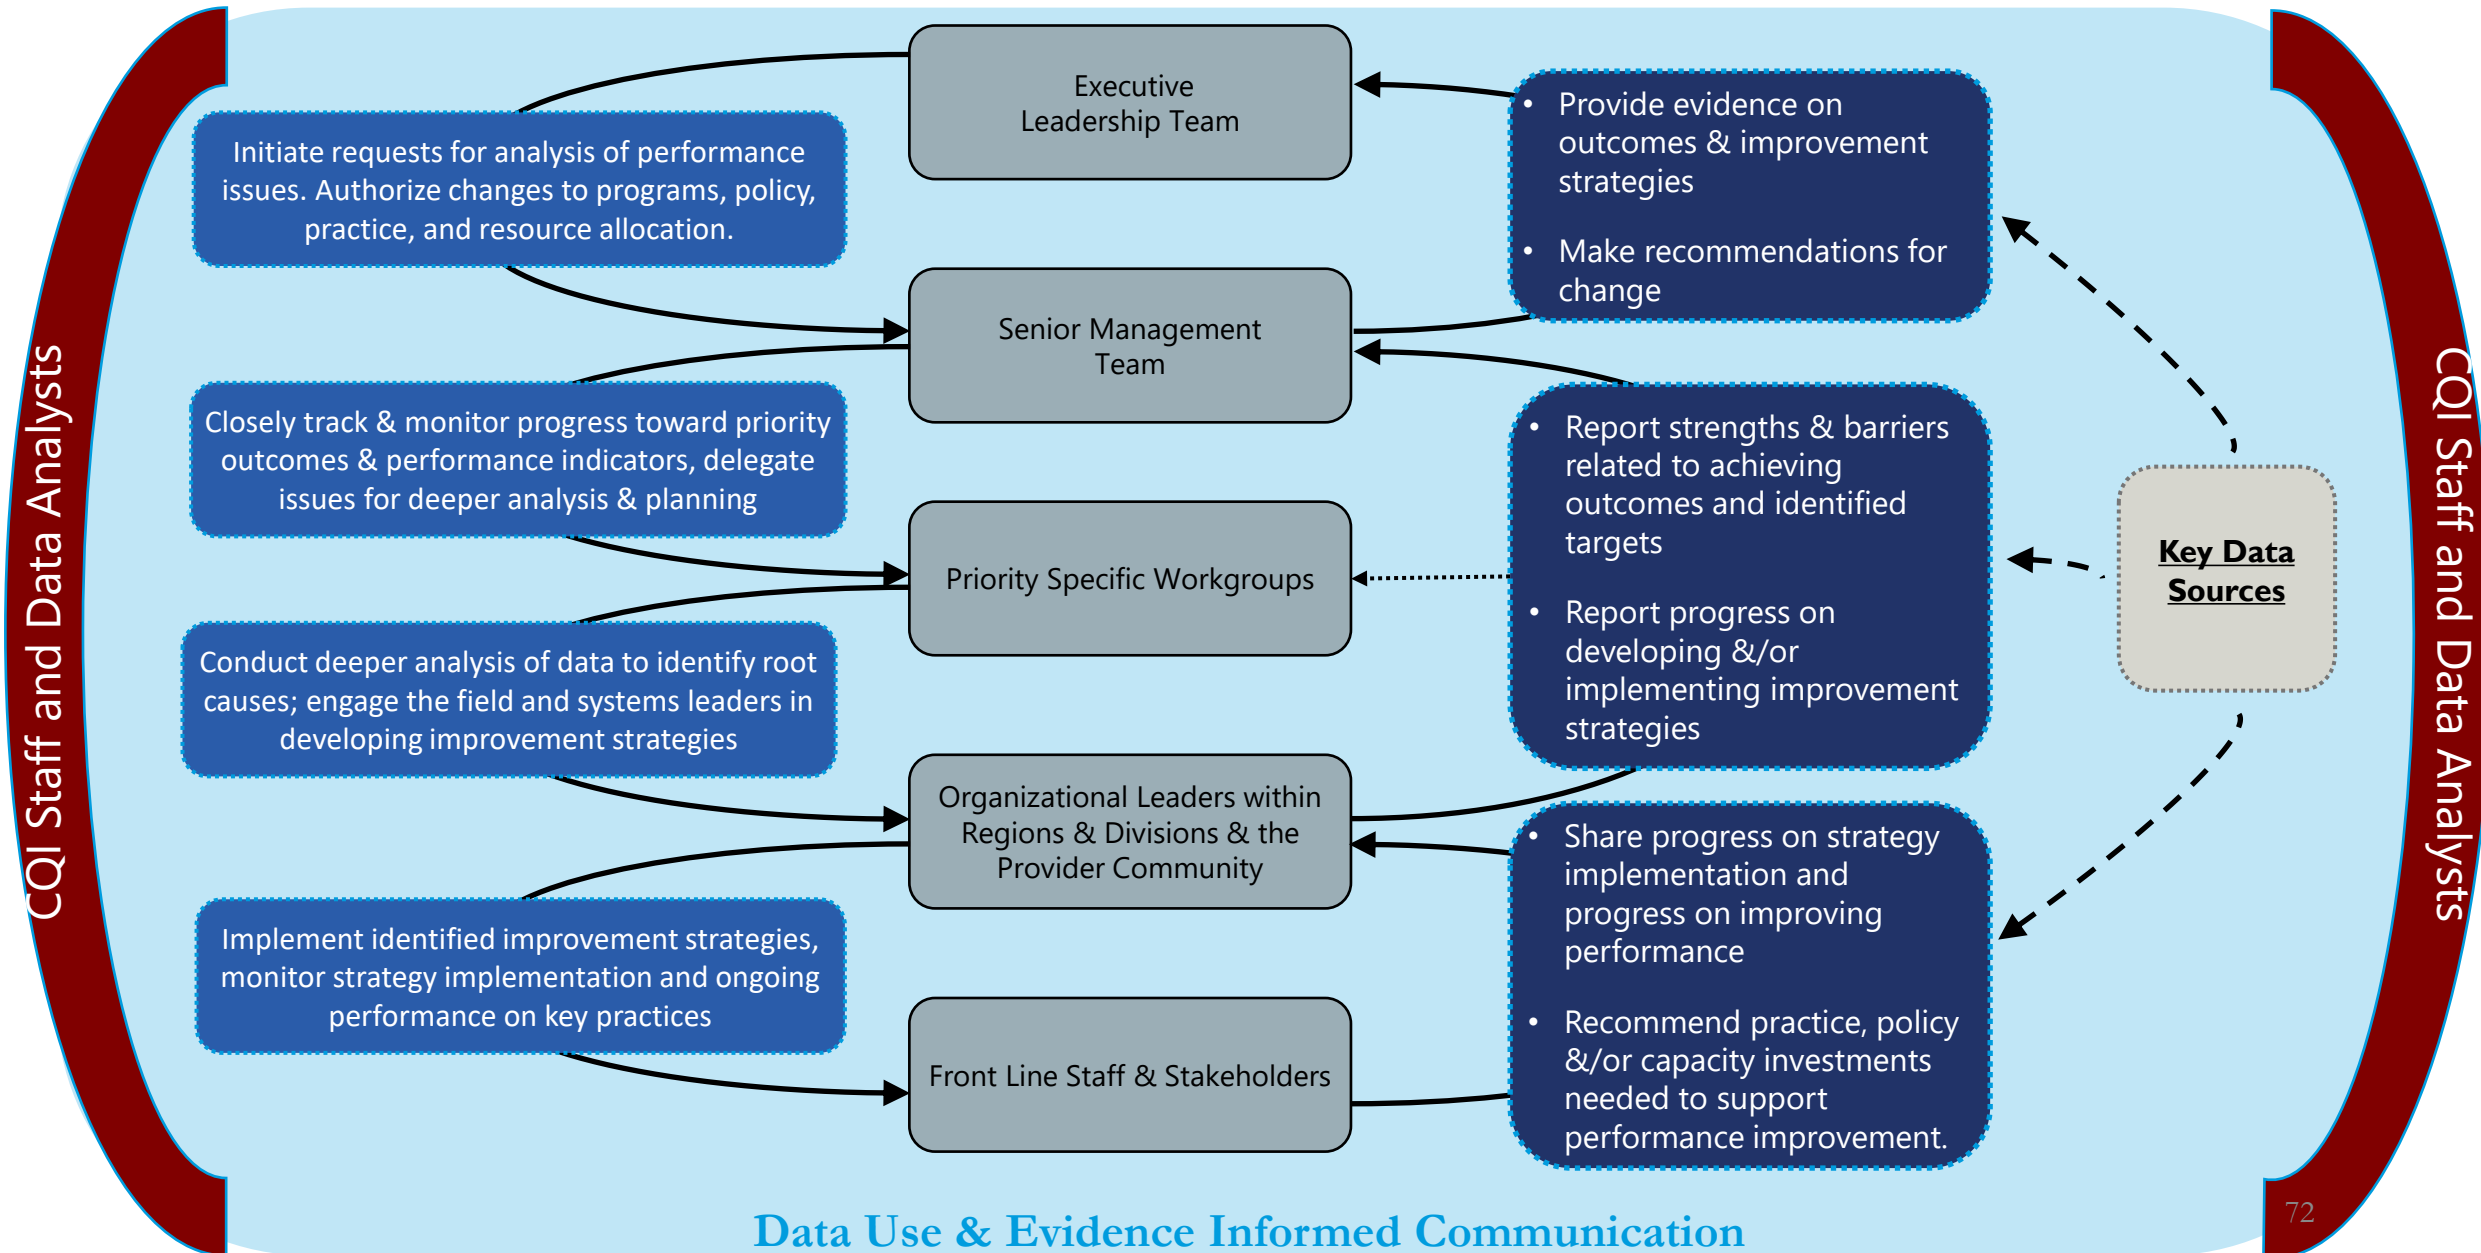 CQI Staff and Data Analysts
Executive
Leadership Team
Initiate requests for analysis of performance
issues. Authorize changes to programs, policy,
practice, and resource allocation.
• Provide evidence on
outcomes & improvement
strategies
• Make recommendations for
change
Senior Management
Team
Closely track & monitor progress toward priority
outcomes & performance indicators, delegate
issues for deeper analysis & planning
• Report strengths & barriers
related to achieving
outcomes and identified
targets
• Report progress on
developing &/or
implementing improvement
strategies
Priority Specific Workgroups
Key Data
Sources
Conduct deeper analysis of data to identify root
causes; engage the field and systems leaders in
developing improvement strategies
Organizational Leaders within
Regions & Divisions & the
Provider Community
• Share progress on strategy
implementation and
progress on improving
performance
• Recommend practice, policy
&/or capacity investments
needed to support
performance improvement.
Implement identified improvement strategies,
monitor strategy implementation and ongoing
performance on key practices
Front Line Staff & Stakeholders
CQI Staff and Data Analysts
Data Use & Evidence Informed Communication
72